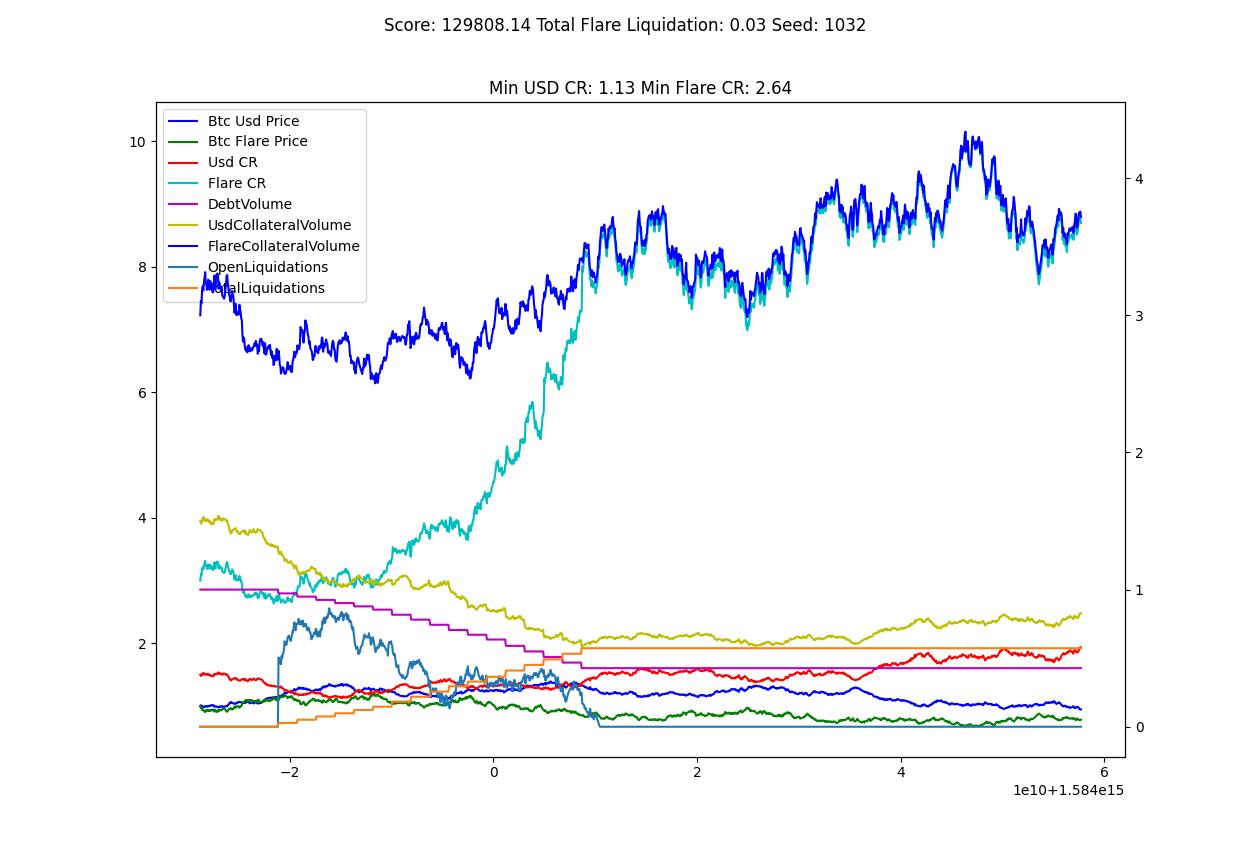 Score: 129808.14 Total Flare Liquidation: 0.03 Seed: 1032
Min USD CR: 1.13 Min Flare CR: 2.64
Btc Usd Price
Btc Flare Price
Usd CR
Flare CR
DebtVolume
UsdCollateralVolume
FlareCollateralVolume
OpenLiquidations
TotalLiquidations
10
8
6
4
2
4
3
2
1
0
−2 0 2 4 6
1e10+1.584e15